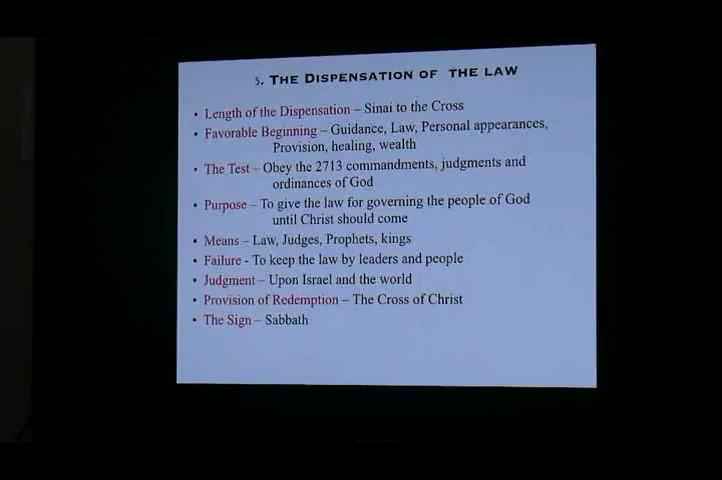 5. THE DISPENSATION OF THE LAW
• Length of the Dispensation – Sinai to the Cross
• Favorable Beginning – Guidance, Law, Personal appearances,
Provision, healing, wealth
• The Test – Obey the 2713 commandments, judgments and
ordinances of God
• Purpose – To give the law for governing the people of God
until Christ should come
• Means – Law, Judges, Prophets, kings
• Failure - To keep the law by leaders and people
• Judgment – Upon Israel and the world
• Provision of Redemption – The Cross of Christ
• The Sign – Sabbath